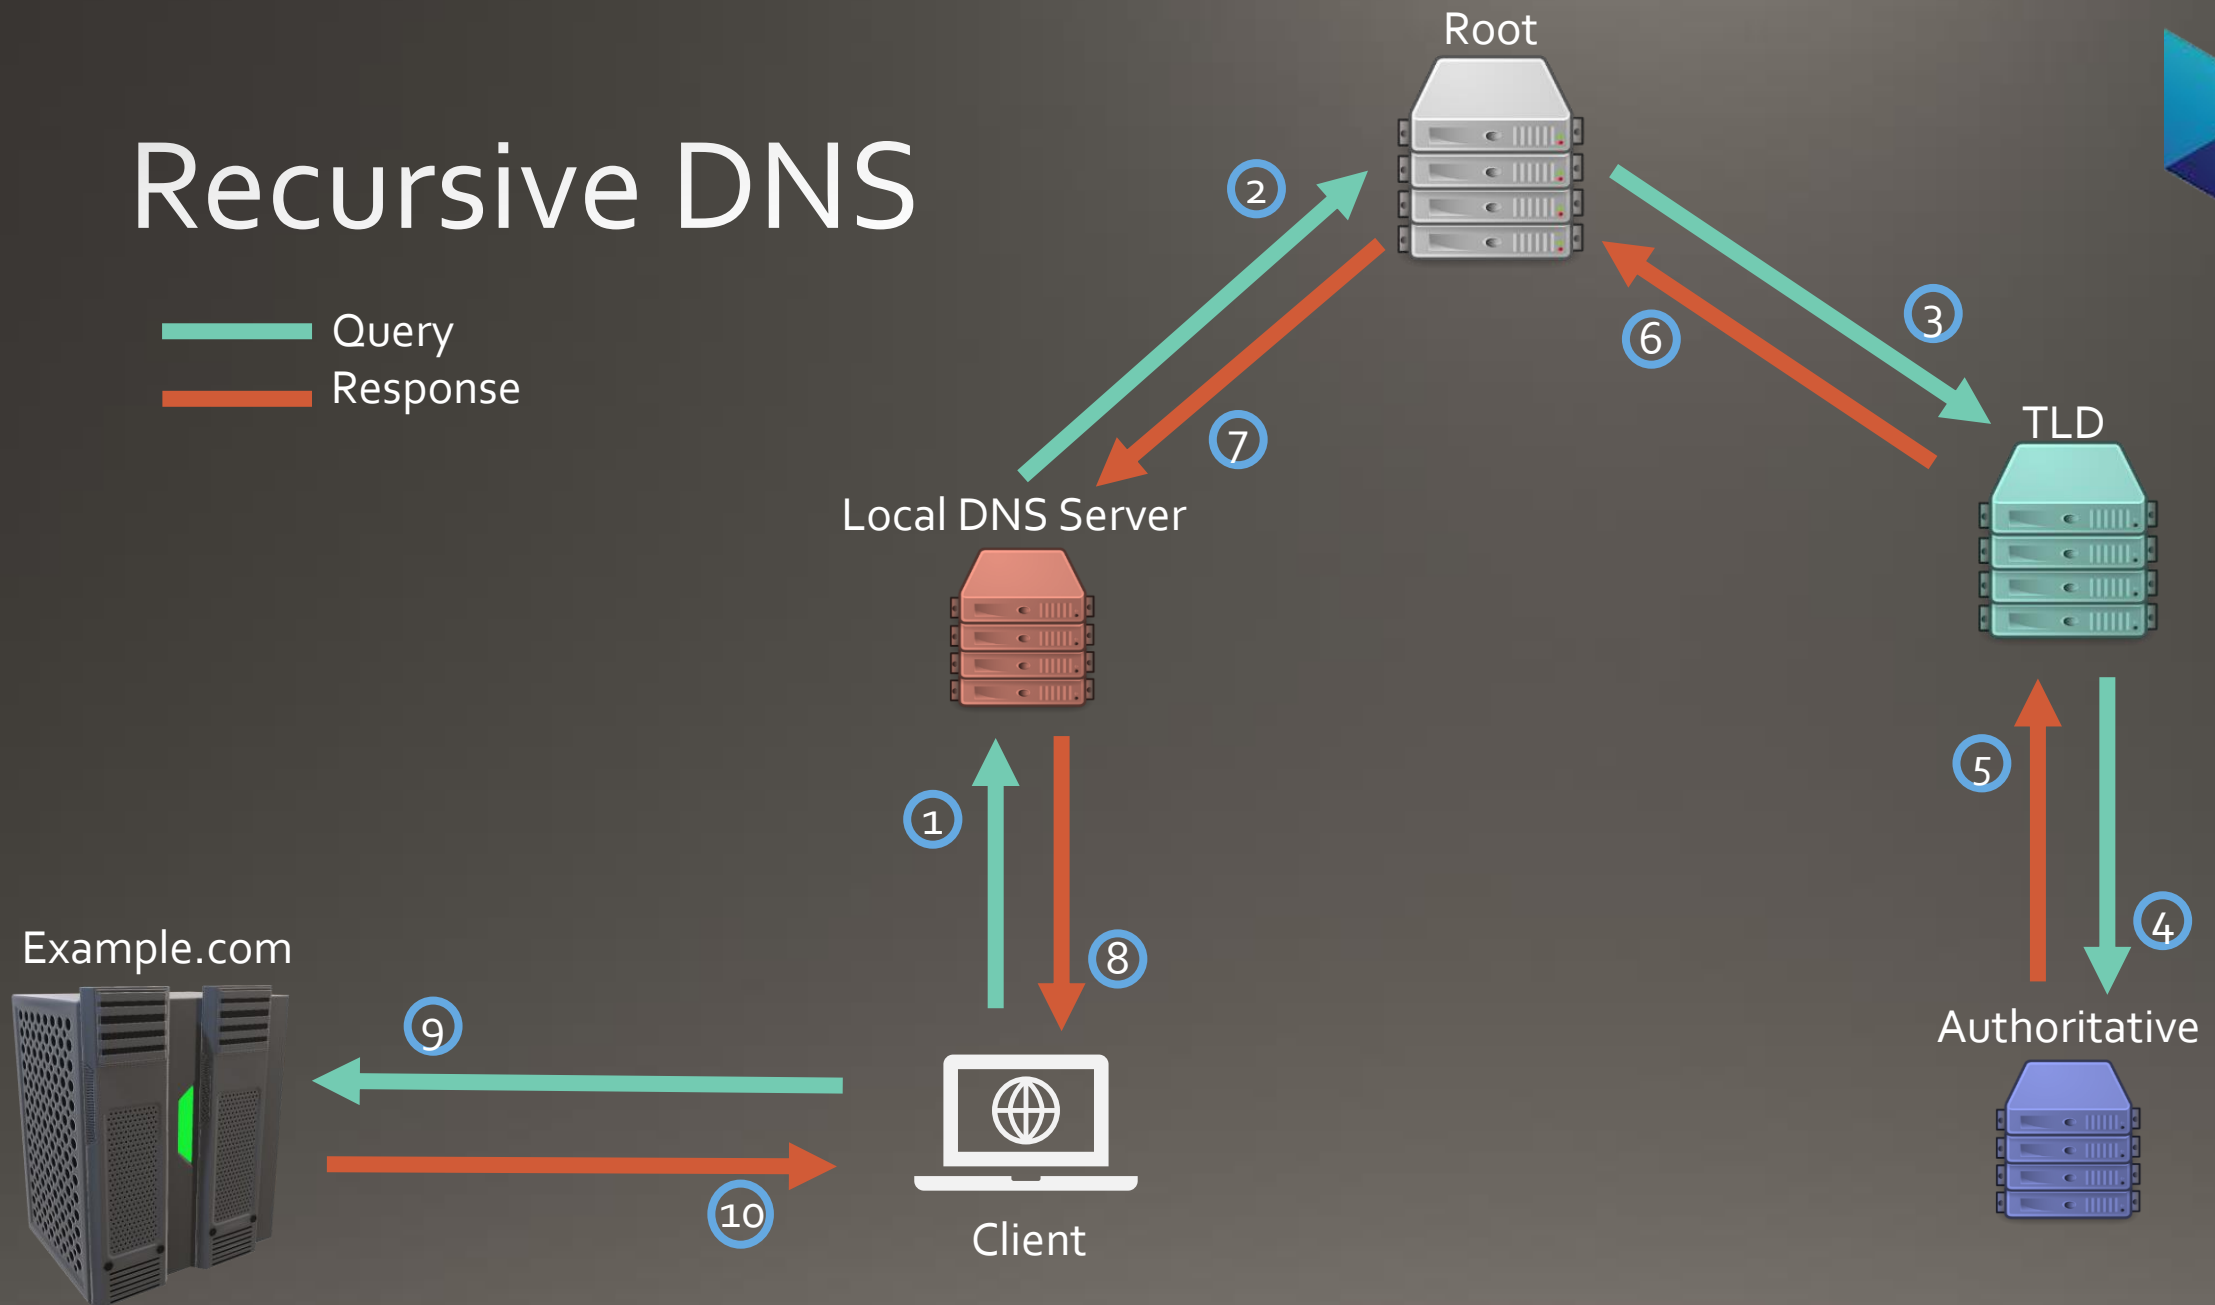 Root
Recursive DNS
2
3
Query
6
Response
7
TLD
Local DNS Server
5
1
4
Example.com
8
9
Authoritative
10
Client